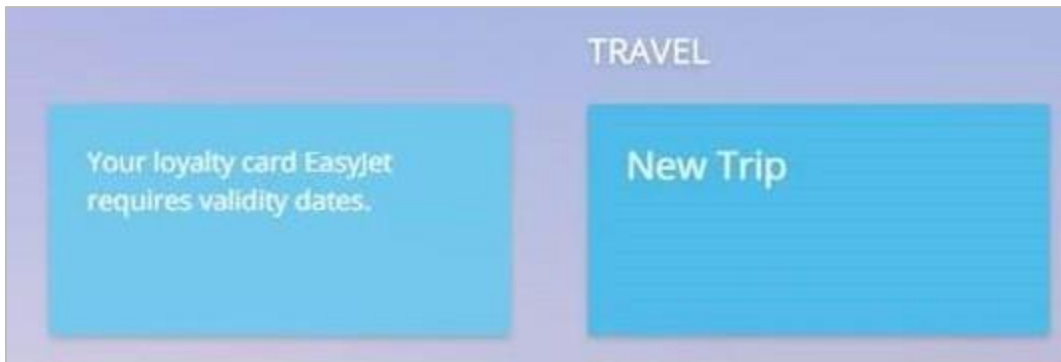 TRAVEL
Your loyalty card EasyJet
requires validity dates.
New Trip